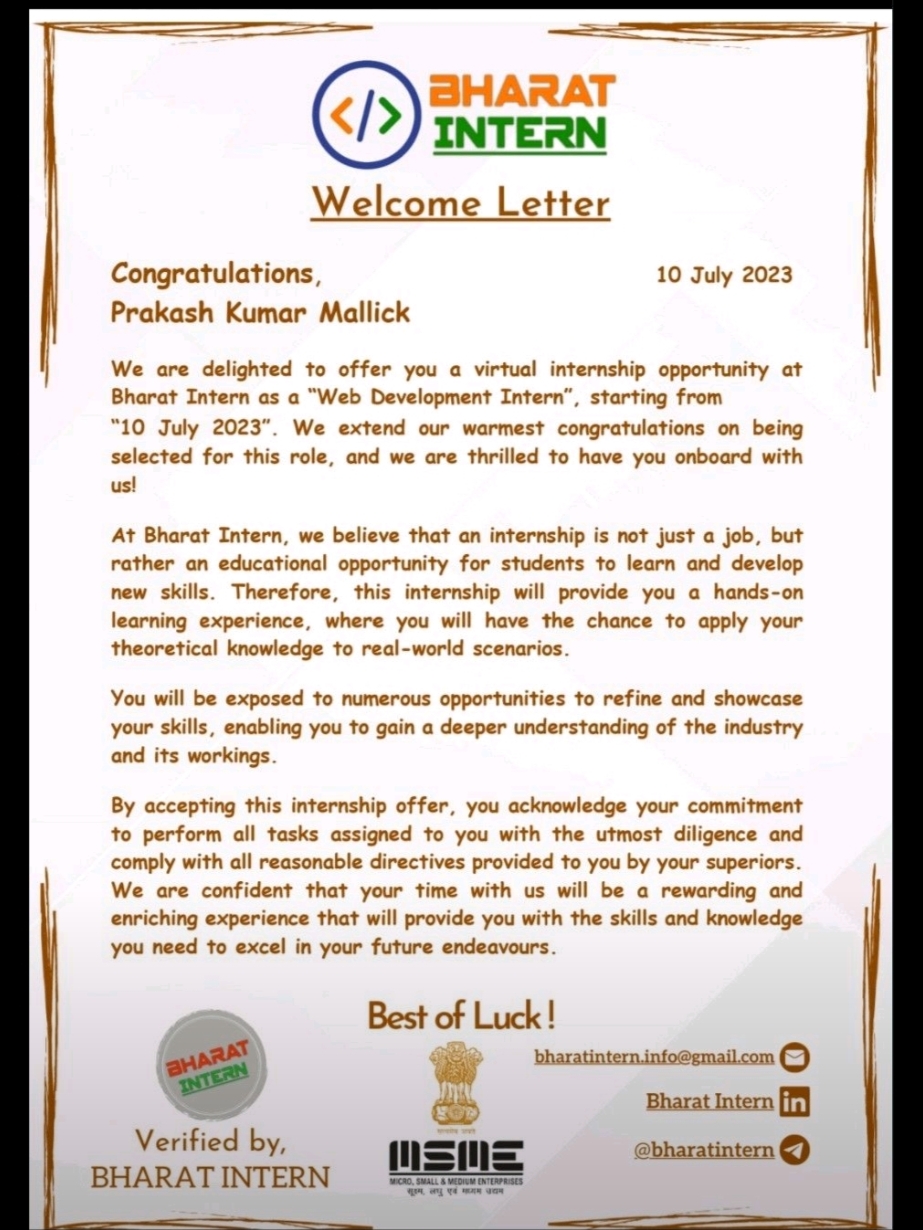 </>
BHARAT
INTERN
Welcome Letter
Congratulations,
10 July 2023
Prakash Kumar Mallick
We are delighted to offer you a virtual internship opportunity at
Bharat Intern as a “Web Development Intern”, starting from
“10 July 2023”. We extend our warmest congratulations on being
selected for this role, and we are thrilled to have you onboard with
us!
At Bharat Intern, we believe that an internship is not just a job, but
rather an educational opportunity for students to learn and develop
new skills. Therefore, this internship will provide you a hands-on
learning experience, where you will have the chance to apply your
theoretical knowledge to real-world scenarios.
You will be exposed to numerous opportunities to refine and showcase
your skills, enabling you to gain a deeper understanding of the industry
and its workings.
By accepting this internship offer, you acknowledge your commitment
to perform all tasks assigned to you with the utmost diligence and
comply with all reasonable directives provided to you by your superiors.
We are confident that your time with us will be a rewarding and
enriching experience that will provide you with the skills and knowledge
you need to excel in your future endeavours.
Best of Luck !
BHARAT
INTERN
Verified by,
BHARAT INTERN
सत्यमेव जयते
MSME
MICRO, SMALL & MEDIUM ENTERPRISES
सूक्ष्म, लघु एवं मध्यम उद्यम
bharatintern.info@gmail.com
Bharat Intern in
@bharatintern